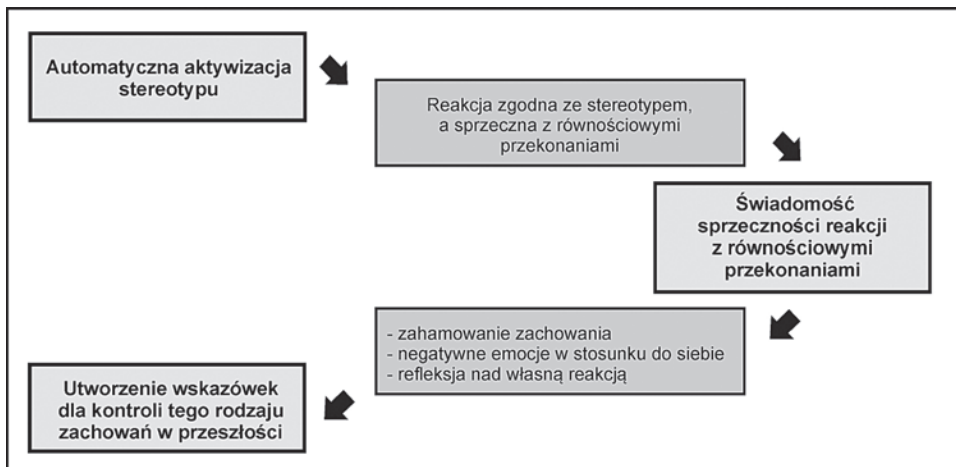 Automatyczna aktywizacja
stereotypu
Reakcja zgodna ze stereotypem,
a sprzeczna z równościowymi
przekonaniami
Świadomość
sprzeczności reakcji
z równościowymi
przekonaniami
- zahamowanie zachowania
- negatywne emocje w stosunku do siebie
- refleksja nad własną reakcją
Utworzenie wskazówek
dla kontroli tego rodzaju
zachowań w przeszłości